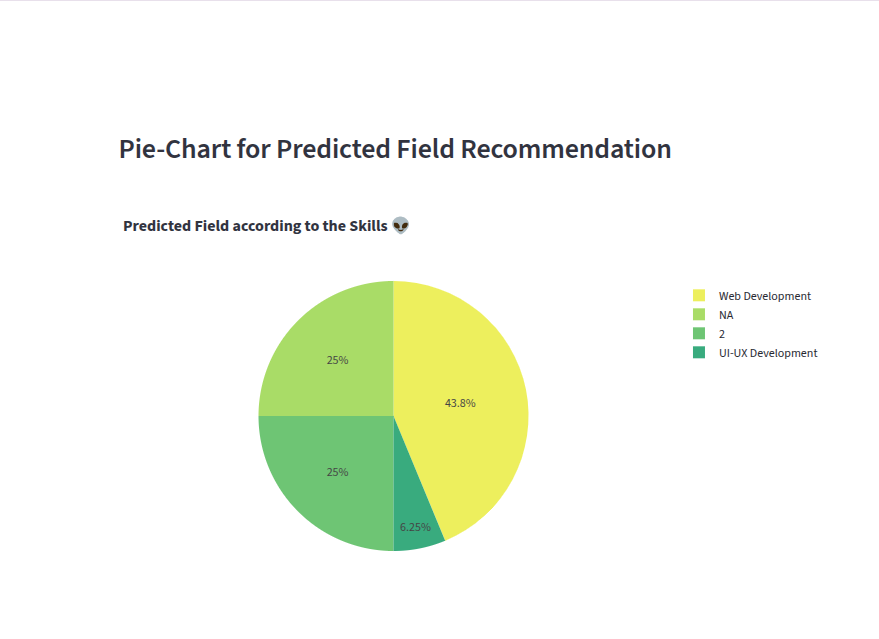 Pie-Chart for Predicted Field Recommendation
Predicted Field according to the Skills 👽
Web Development
NA
2
UI-UX Development
25%
43.8%
25%
6.25%